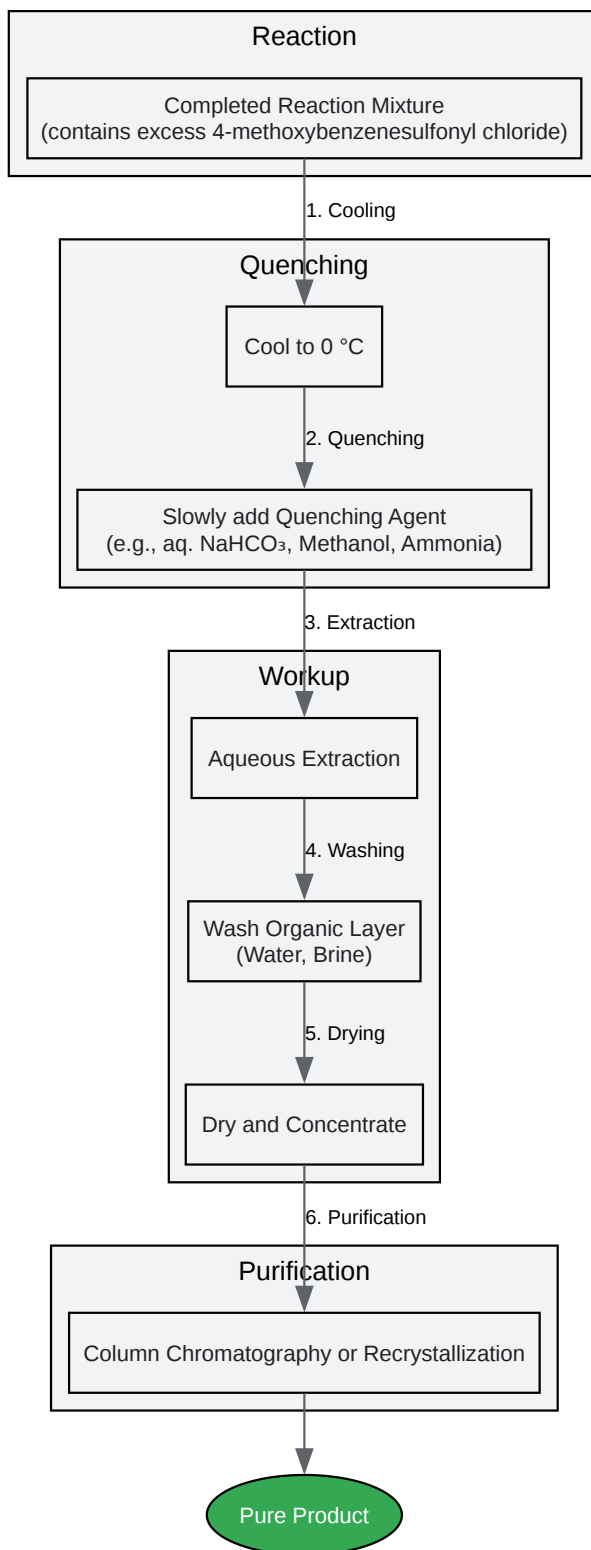 Reaction
Completed Reaction Mixture
(contains excess 4-methoxybenzenesulfonyl chloride)
1. Cooling
Quenching
Cool to 0 °C
2. Quenching
Slowly add Quenching Agent
(e.g., aq. NaHCO₃, Methanol, Ammonia)
3. Extraction
Workup
Aqueous Extraction
4. Washing
Wash Organic Layer
(Water, Brine)
5. Drying
Dry and Concentrate
6. Purification
Purification
Column Chromatography or Recrystallization
Pure Product